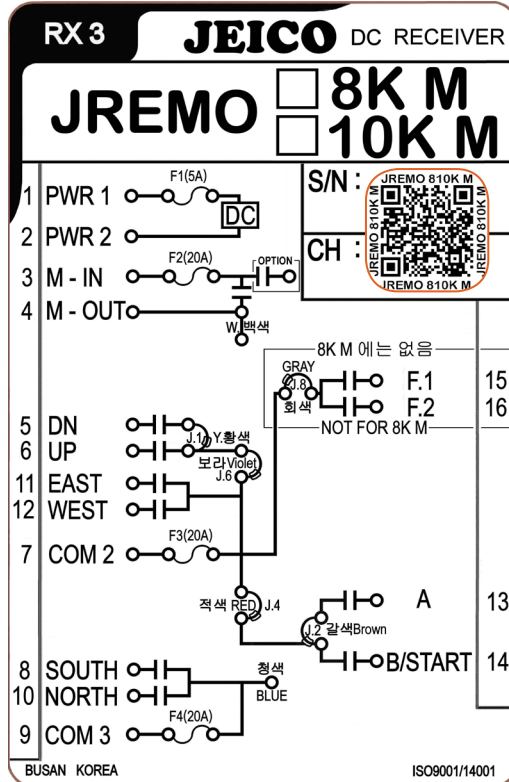 RX 3 JEICO DC RECEIVER
JREMO 8K M
10K M
S/N :
JREMO 810K M
JREMO 810K M
JREMO 810K M
JREMO 810K M
CH :
F1(5A)
1 PWR 1
DC
2 PWR 2
F2(20A)
OPTION
3 M - IN
4 M - OUT
W. 백색
8K M 에는 없음
GRAY
J.8
회색
F.1 15
F.2 16
NOT FOR 8K M
5 DN
J.1 Y.황색
6 UP
보라Violet
J.6
11 EAST
12 WEST
F3(20A)
7 COM 2
적색 RED J.4
A 13
J.2 갈색Brown
B/START 14
8 SOUTH
청색
BLUE
10 NORTH
F4(20A)
9 COM 3
BUSAN KOREA ISO9001/14001